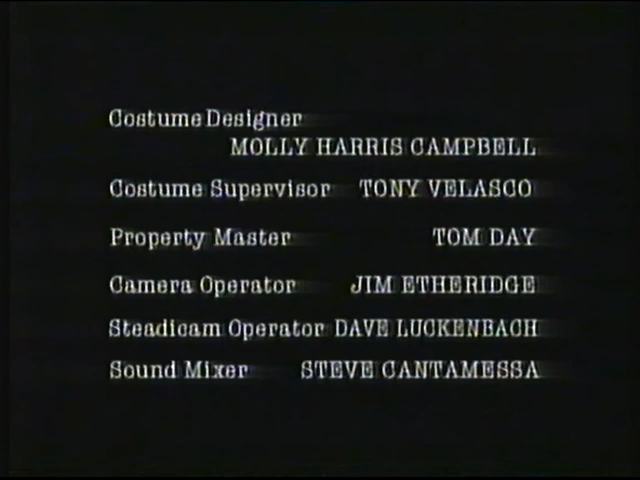 Costume Designer
MOLLY HARRIS CAMPBELL
Costume Supervisor TONY VELASCO
Property Master TOM DAY
Camera Operator JIM ETHERIDGE
Steadicam Operator DAVE LUCKENBACH
Sound Mixer STEVE CANTAMESSA